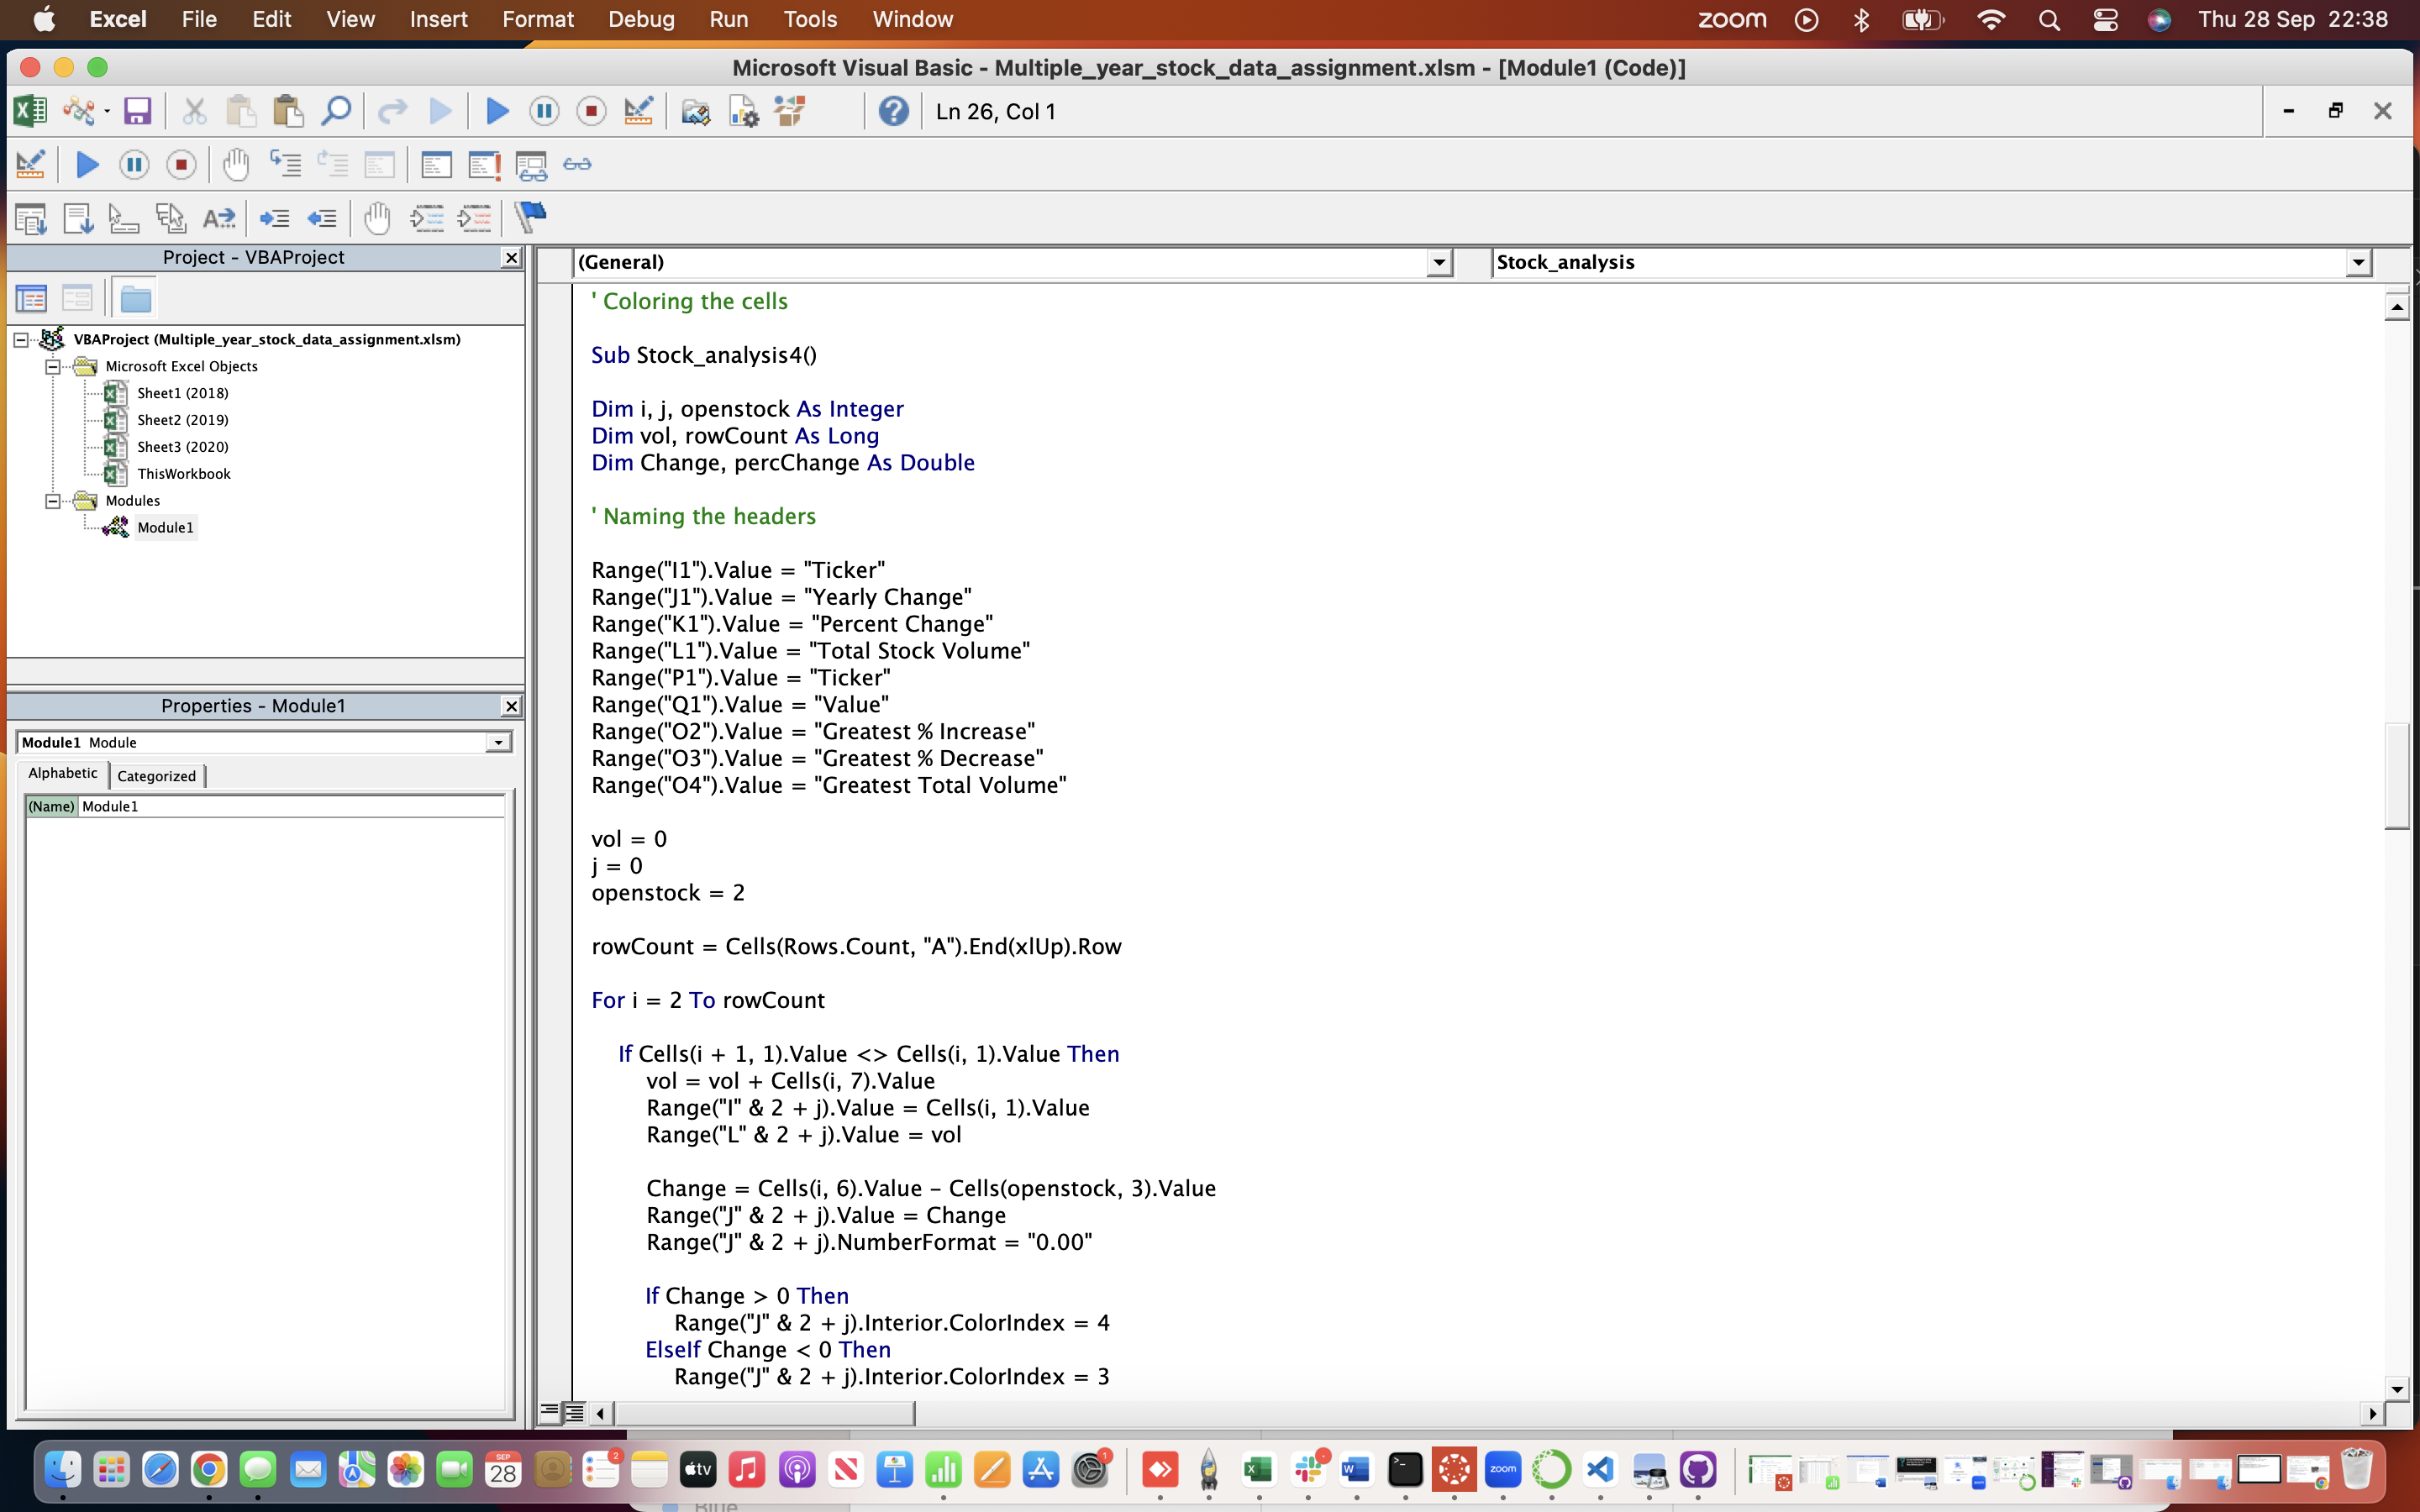 Excel File Edit View Insert Format Debug Run Tools Window zoom Thu 28 Sep 22:38
Microsoft Visual Basic - Multiple_year_stock_data_assignment.xlsm - [Module1 (Code)]
Ln 26, Col 1
Project - VBAProject
(General) Stock_analysis
VBAProject (Multiple_year_stock_data_assignment.xlsm)
Microsoft Excel Objects
Sheet1 (2018)
Sheet2 (2019)
Sheet3 (2020)
ThisWorkbook
Modules
Module1
Properties - Module1
Module1 Module
Alphabetic Categorized
(Name) Module1
' Coloring the cells
Sub Stock_analysis4()
Dim i, j, openstock As Integer
Dim vol, rowCount As Long
Dim Change, percChange As Double
' Naming the headers
Range("I1").Value = "Ticker"
Range("J1").Value = "Yearly Change"
Range("K1").Value = "Percent Change"
Range("L1").Value = "Total Stock Volume"
Range("P1").Value = "Ticker"
Range("Q1").Value = "Value"
Range("O2").Value = "Greatest % Increase"
Range("O3").Value = "Greatest % Decrease"
Range("O4").Value = "Greatest Total Volume"
vol = 0
j = 0
openstock = 2
rowCount = Cells(Rows.Count, "A").End(xlUp).Row
For i = 2 To rowCount
If Cells(i + 1, 1).Value <> Cells(i, 1).Value Then
vol = vol + Cells(i, 7).Value
Range("I" & 2 + j).Value = Cells(i, 1).Value
Range("L" & 2 + j).Value = vol
Change = Cells(i, 6).Value - Cells(openstock, 3).Value
Range("J" & 2 + j).Value = Change
Range("J" & 2 + j).NumberFormat = "0.00"
If Change > 0 Then
Range("J" & 2 + j).Interior.ColorIndex = 4
ElseIf Change < 0 Then
Range("J" & 2 + j).Interior.ColorIndex = 3
SEP
28
2
tv
1
zoom
Blue